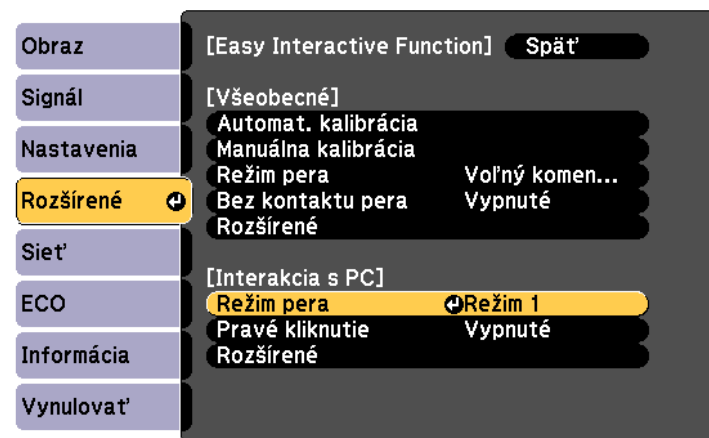 Obraz
Signál
Nastavenia
Rozšírené
Sieť
ECO
Informácia
Vynulovať
[Easy Interactive Function] Späť
[Všeobecné]
Automat. kalibrácia
Manuálna kalibrácia
Režim pera Voľný komen...
Bez kontaktu pera Vypnuté
Rozšírené
[Interakcia s PC]
Režim pera Režim 1
Pravé kliknutie Vypnuté
Rozšírené